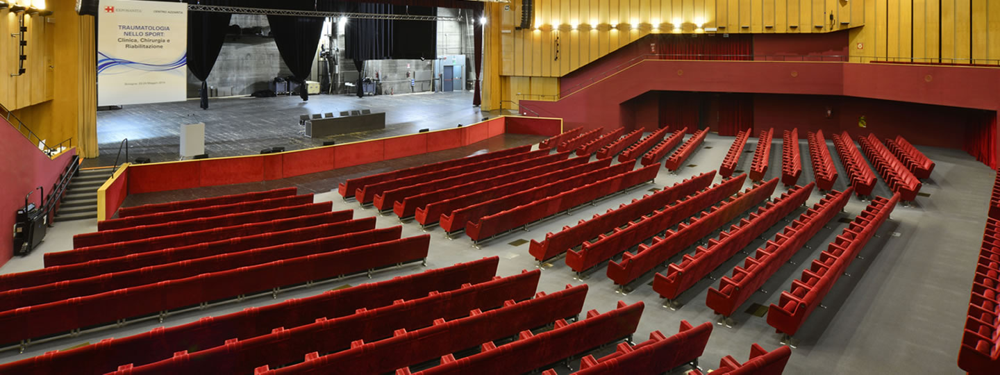 EXPOSANITÀ CENTRO AZZARITA
TRAUMATOLOGIA
NELLO SPORT:
Clinica, Chirurgia e
Riabilitazione